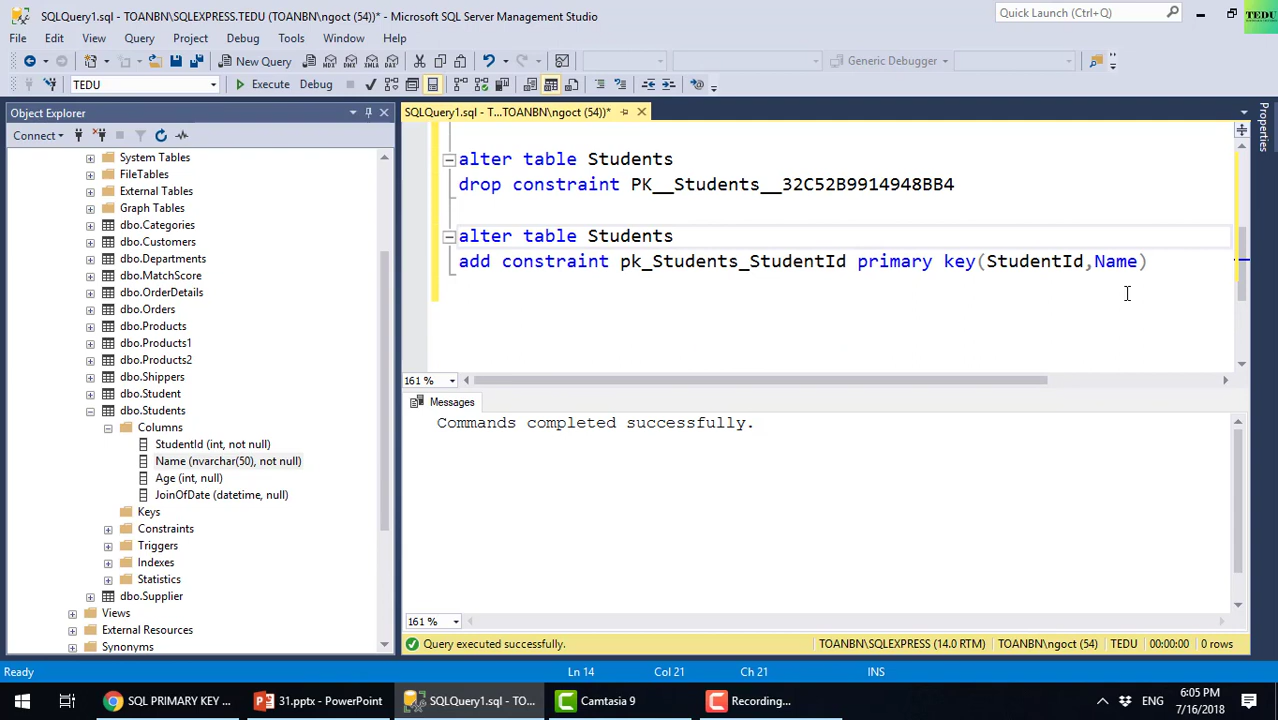 SQLQuery1.sql - TOANBN\SQLEXPRESS.TEDU (TOANBN\ngoct (54))* - Microsoft SQL Server Management Studio
Quick Launch (Ctrl+Q)
TEDU
File Edit View Query Project Debug Tools Window Help
New Query
Generic Debugger
TEDU
Execute Debug
Object Explorer
SQLQuery1.sql - T...TOANBN\ngoct (54))*
Properties
Connect
System Tables
FileTables
External Tables
Graph Tables
dbo.Categories
dbo.Customers
dbo.Departments
dbo.MatchScore
dbo.OrderDetails
dbo.Orders
dbo.Products
dbo.Products1
dbo.Products2
dbo.Shippers
dbo.Student
dbo.Students
Columns
StudentId (int, not null)
Name (nvarchar(50), not null)
Age (int, null)
JoinOfDate (datetime, null)
Keys
Constraints
Triggers
Indexes
Statistics
dbo.Supplier
Views
External Resources
Synonyms
alter table Students
drop constraint PK__Students__32C52B9914948BB4
alter table Students
add constraint pk_Students_StudentId primary key(StudentId,Name)
161 %
Messages
Commands completed successfully.
161 %
Query executed successfully.
TOANBN\SQLEXPRESS (14.0 RTM) TOANBN\ngoct (54) TEDU 00:00:00 0 rows
Ready
Ln 14 Col 21 Ch 21 INS
SQL PRIMARY KEY ...
31.pptx - PowerPoint
SQLQuery1.sql - TO...
Camtasia 9
Recording...
ENG
6:05 PM
7/16/2018